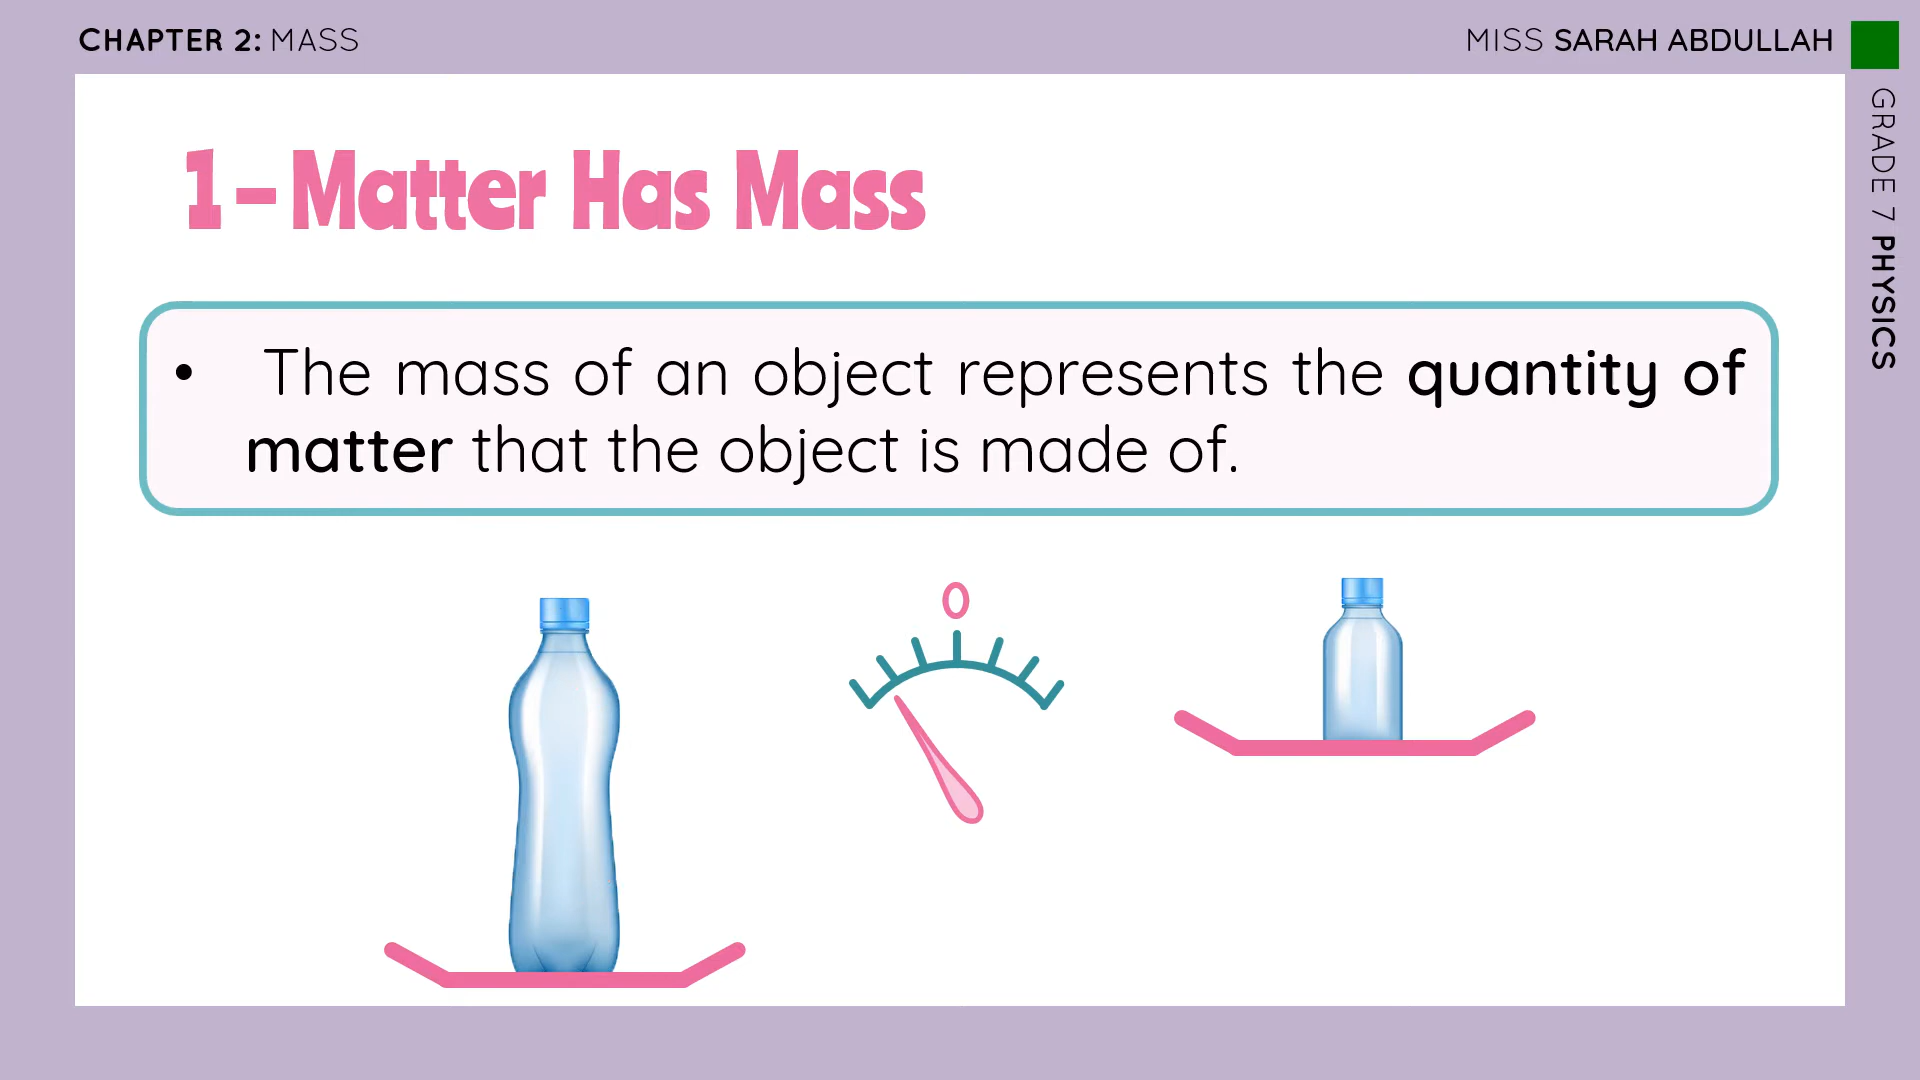 CHAPTER 2: MASS
MISS SARAH ABDULLAH
GRADE 7 PHYSICS
1 - Matter Has Mass
• The mass of an object represents the quantity of
matter that the object is made of.
0